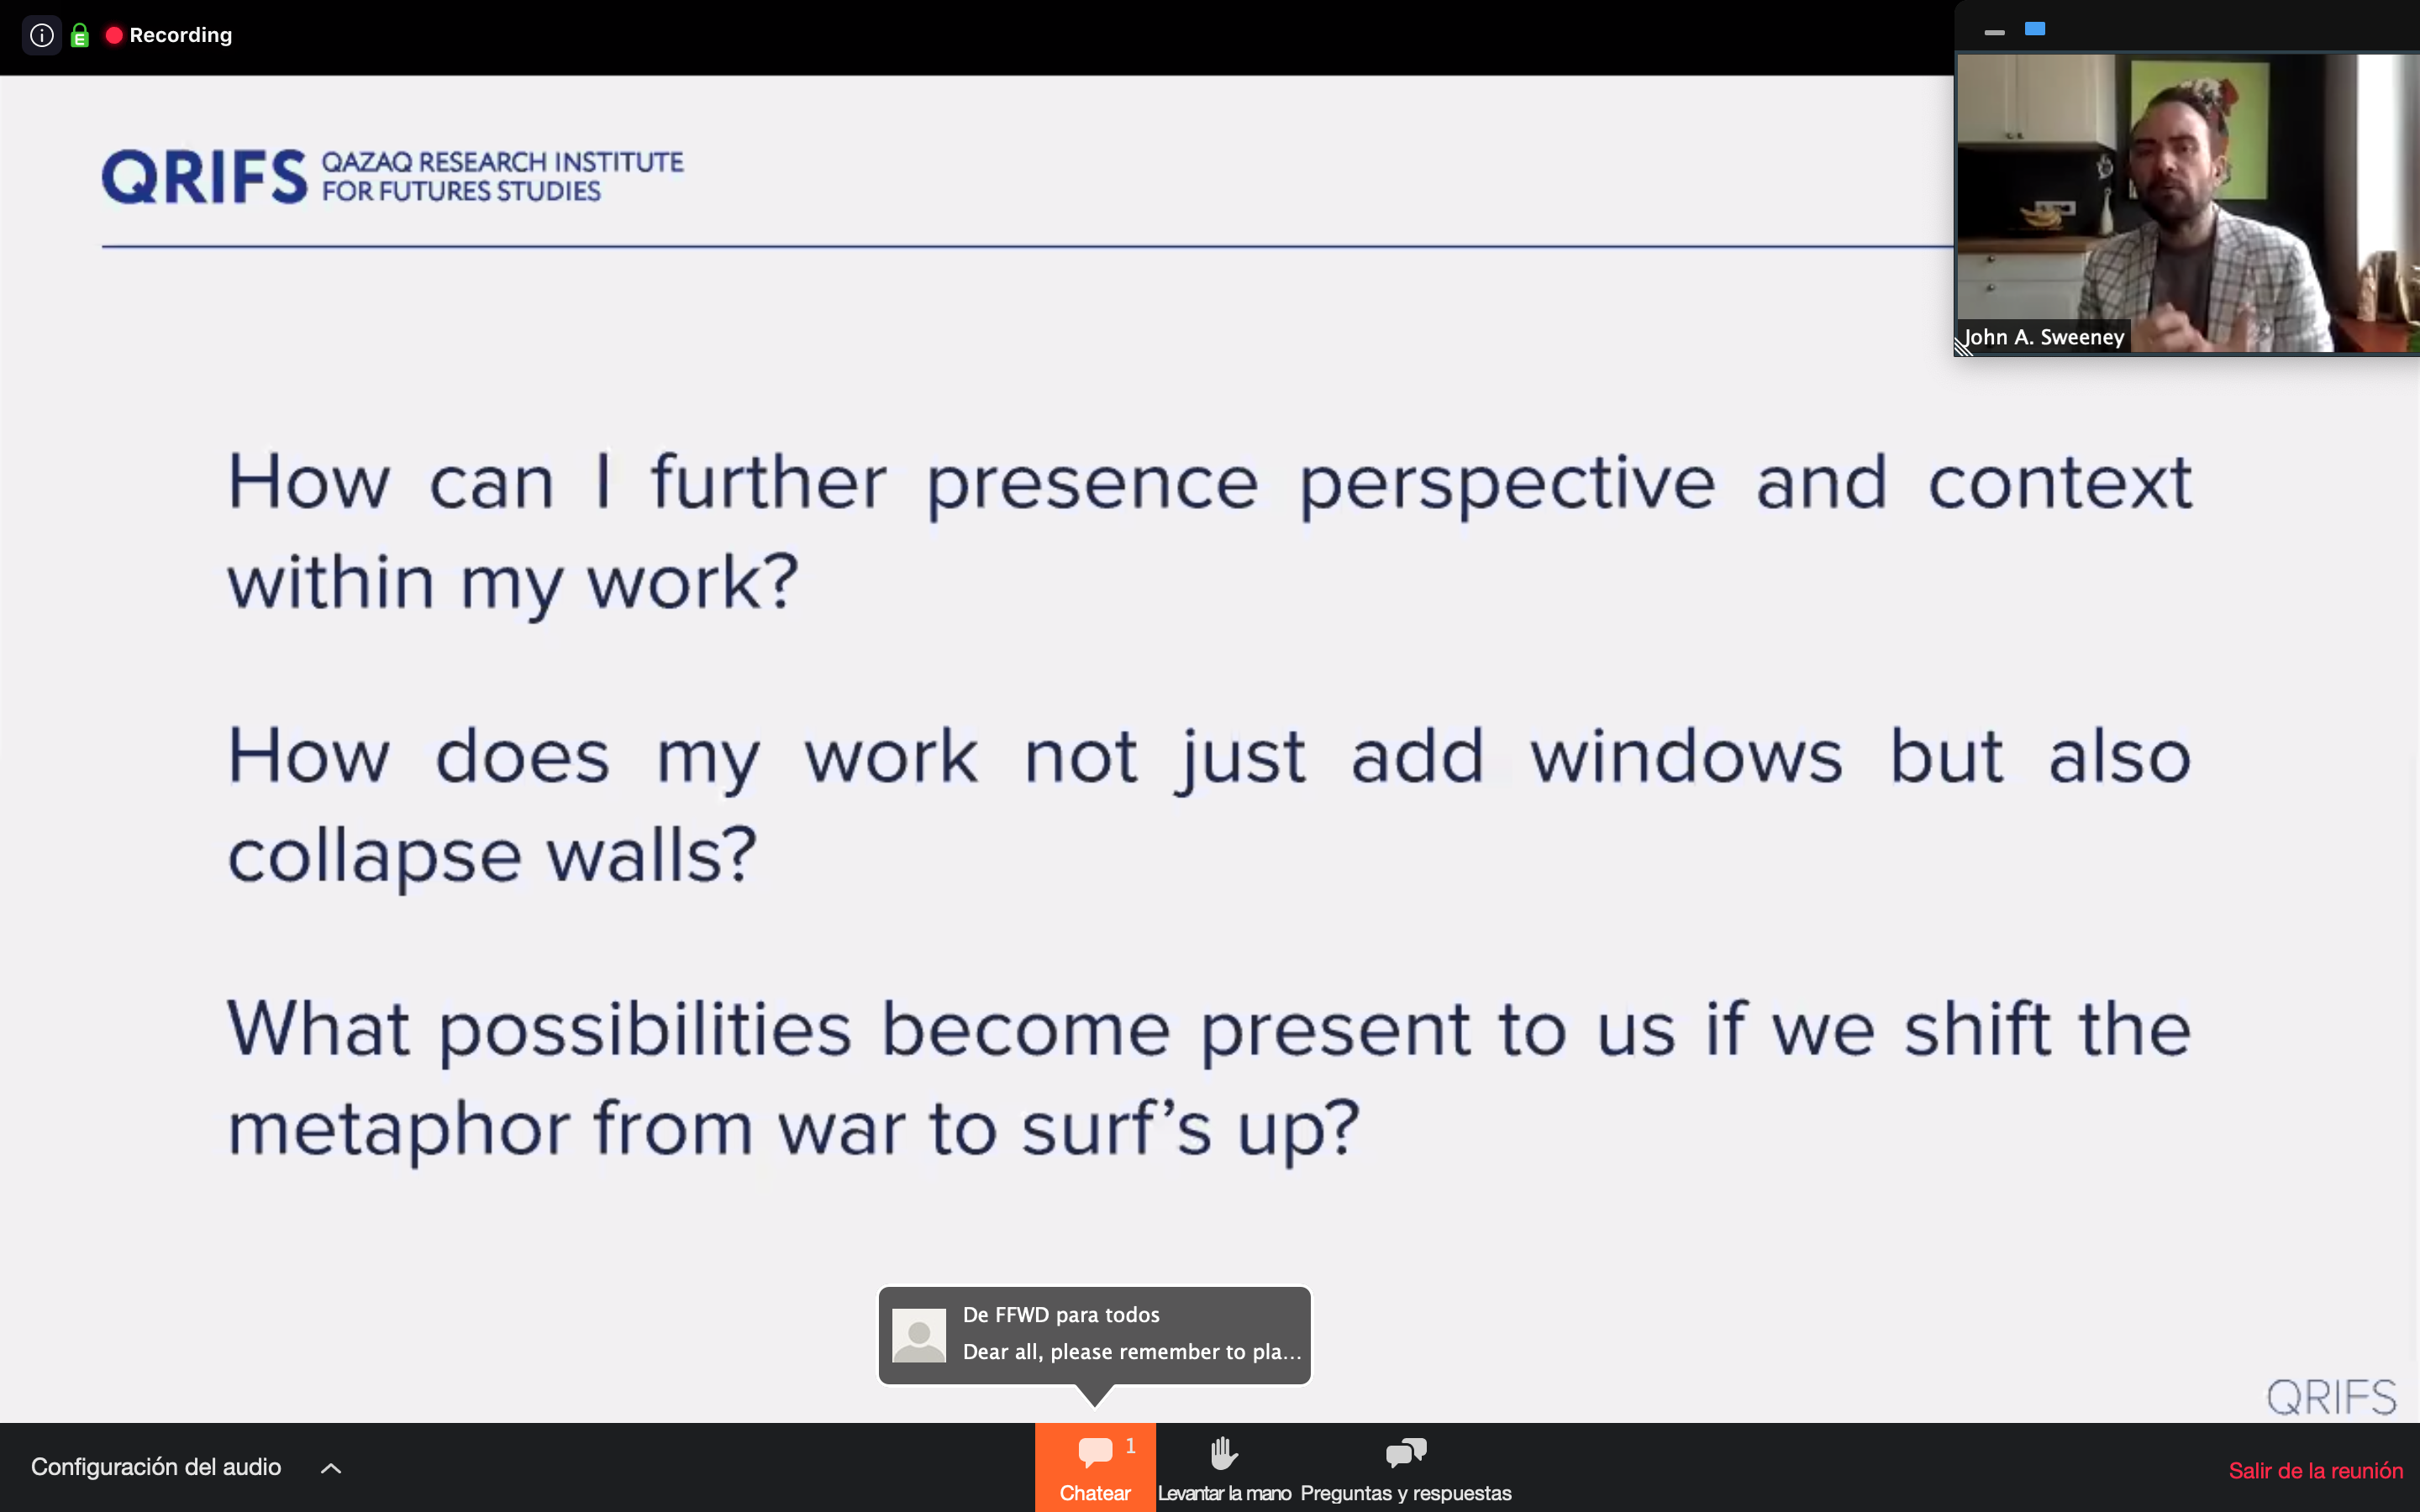 Recording
QRIFS
QAZAQ RESEARCH INSTITUTE
FOR FUTURES STUDIES
John A. Sweeney
How can I further presence perspective and context
within my work?
How does my work not just add windows but also
collapse walls?
What possibilities become present to us if we shift the
metaphor from war to surf’s up?
De FFWD para todos
Dear all, please remember to pla...
QRIFS
Configuración del audio
1
Chatear
Levantar la mano
Preguntas y respuestas
Salir de la reunión